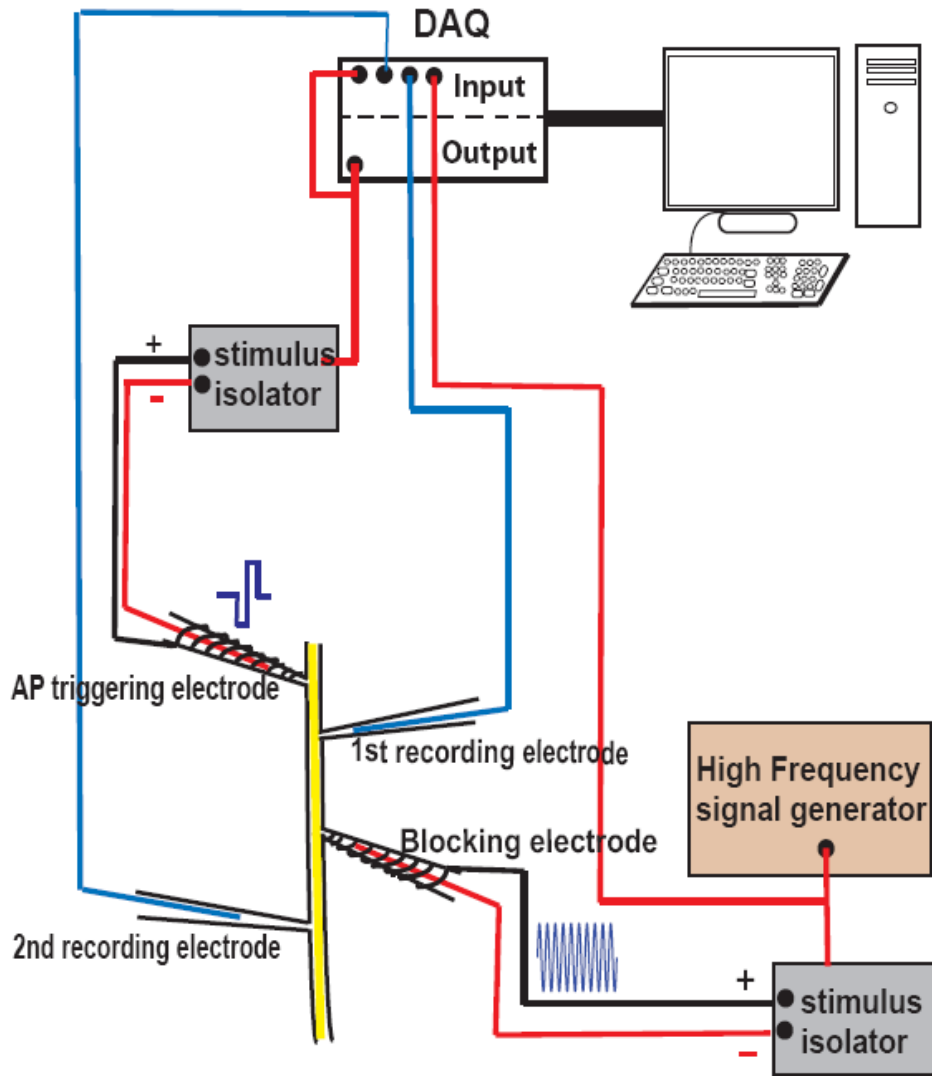 DAQ
Input
Output
+
stimulus
-
isolator
AP triggering electrode
1st recording electrode
High Frequency
signal generator
Blocking electrode
2nd recording electrode
+
stimulus
isolator
-